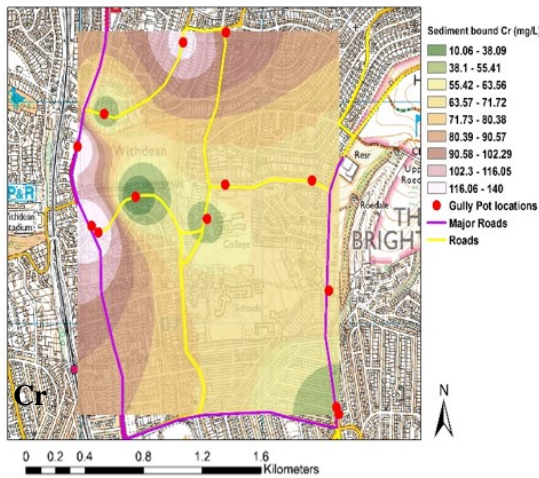 Sediment bound Cr (mg/L)
10.06 - 38.09
38.1 - 55.41
55.42 - 63.56
63.57 - 71.72
71.73 - 80.38
80.39 - 90.57
90.58 - 102.29
102.3 - 116.05
116.06 - 140
Gully Pot locations
Major Roads
Roads
Withdean
Resr
P&R
Roedale
TH
BRIGHT
College
Schools
Cr
N
0 0.2 0.4 0.8 1.2 1.6
Kilometers